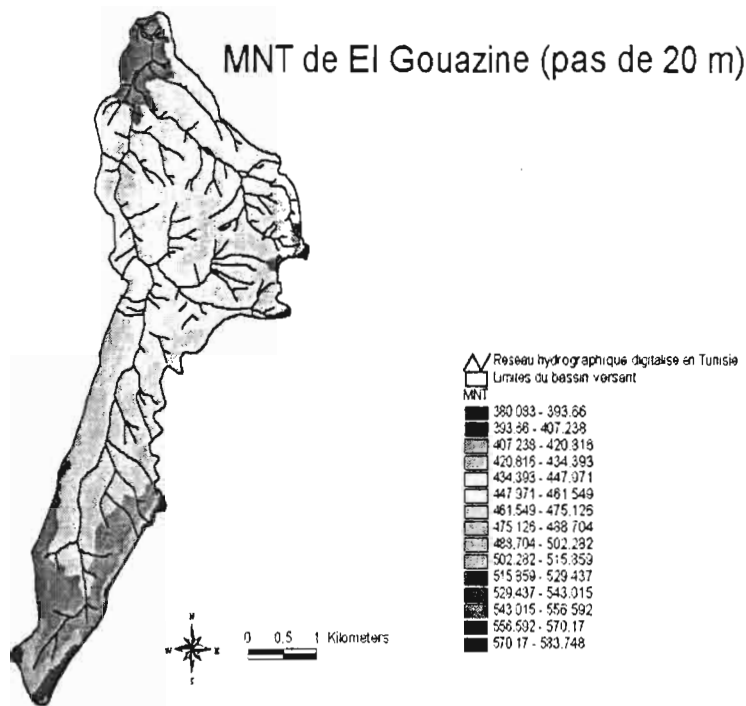 MNT de El Gouazine (pas de 20 m)
Reseau hydrographique digitalise en Tunisie
Limites du bassin versant
MNT
380.083 - 393.66
393.66 - 407.238
407.238 - 420.816
420.816 - 434.393
434.393 - 447.971
447.971 - 461.549
461.549 - 475.126
475.126 - 488.704
488.704 - 502.282
502.282 - 515.859
515.859 - 529.437
529.437 - 543.015
543.015 - 556.592
556.592 - 570.17
570.17 - 583.748
N
W E
S
0 0.5 1 Kilometers